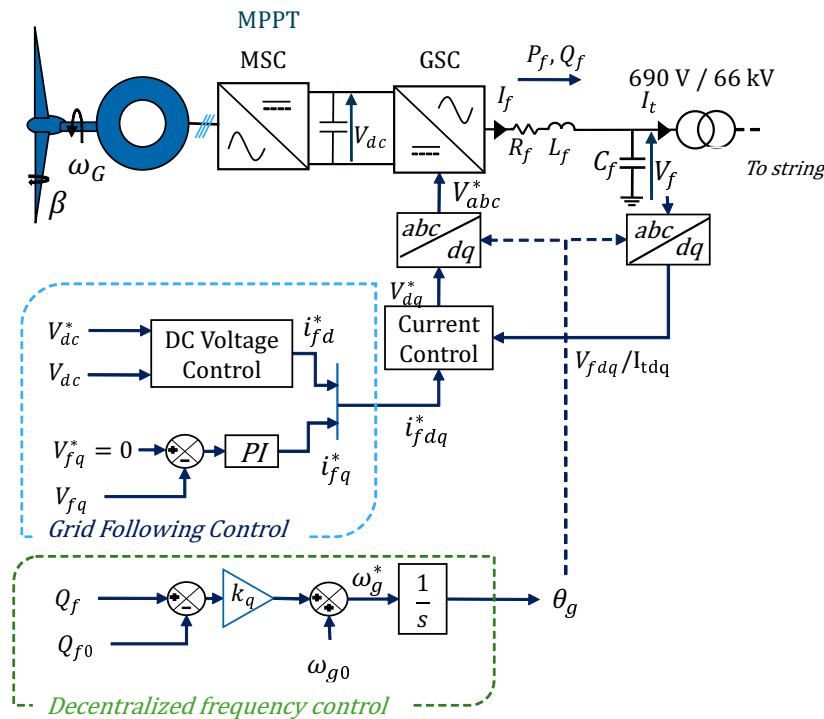 MPPT
MSC
GSC
P_f, Q_f
690 V / 66 kV
I_f
I_t
V_dc
R_f
L_f
C_f
V_f
To string
ω_G
β
V*_abc
abc
dq
abc
dq
V*_dq
Current
Control
V_fdq/I_tdq
V*_dc
V_dc
DC Voltage
Control
i*_fd
i*_fdq
V*_fq = 0
+
-
PI
i*_fq
V_fq
Grid Following Control
Q_f
+
-
k_q
+
+
ω*_g
1
s
θ_g
Q_f0
ω_g0
Decentralized frequency control